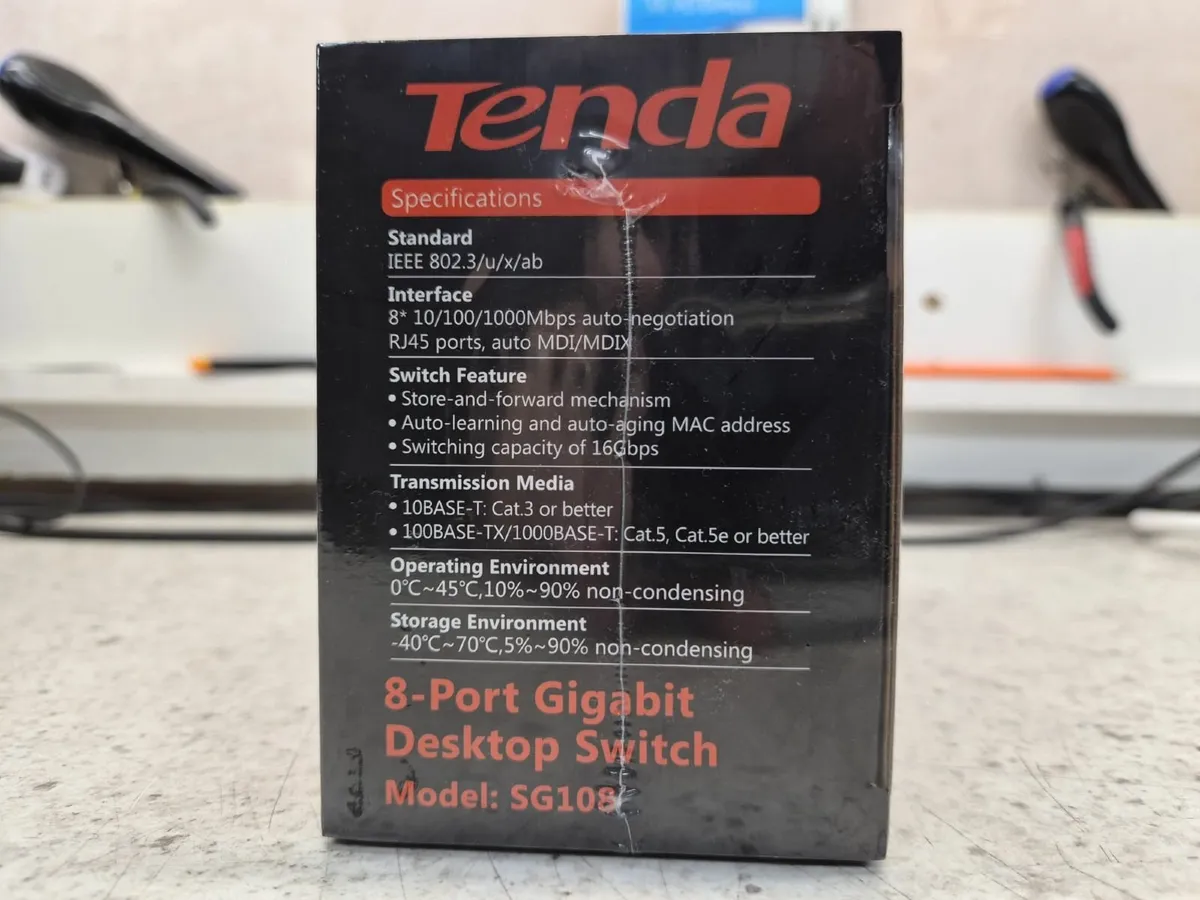 Tenda
Specifications
Standard
IEEE 802.3/u/x/ab
Interface
8* 10/100/1000Mbps auto-negotiation
RJ45 ports, auto MDI/MDIX
Switch Feature
• Store-and-forward mechanism
• Auto-learning and auto-aging MAC address
• Switching capacity of 16Gbps
Transmission Media
• 10BASE-T: Cat.3 or better
• 100BASE-TX/1000BASE-T: Cat.5, Cat.5e or better
Operating Environment
0℃~45℃,10%~90% non-condensing
Storage Environment
-40℃~70℃,5%~90% non-condensing
8-Port Gigabit
Desktop Switch
Model: SG108